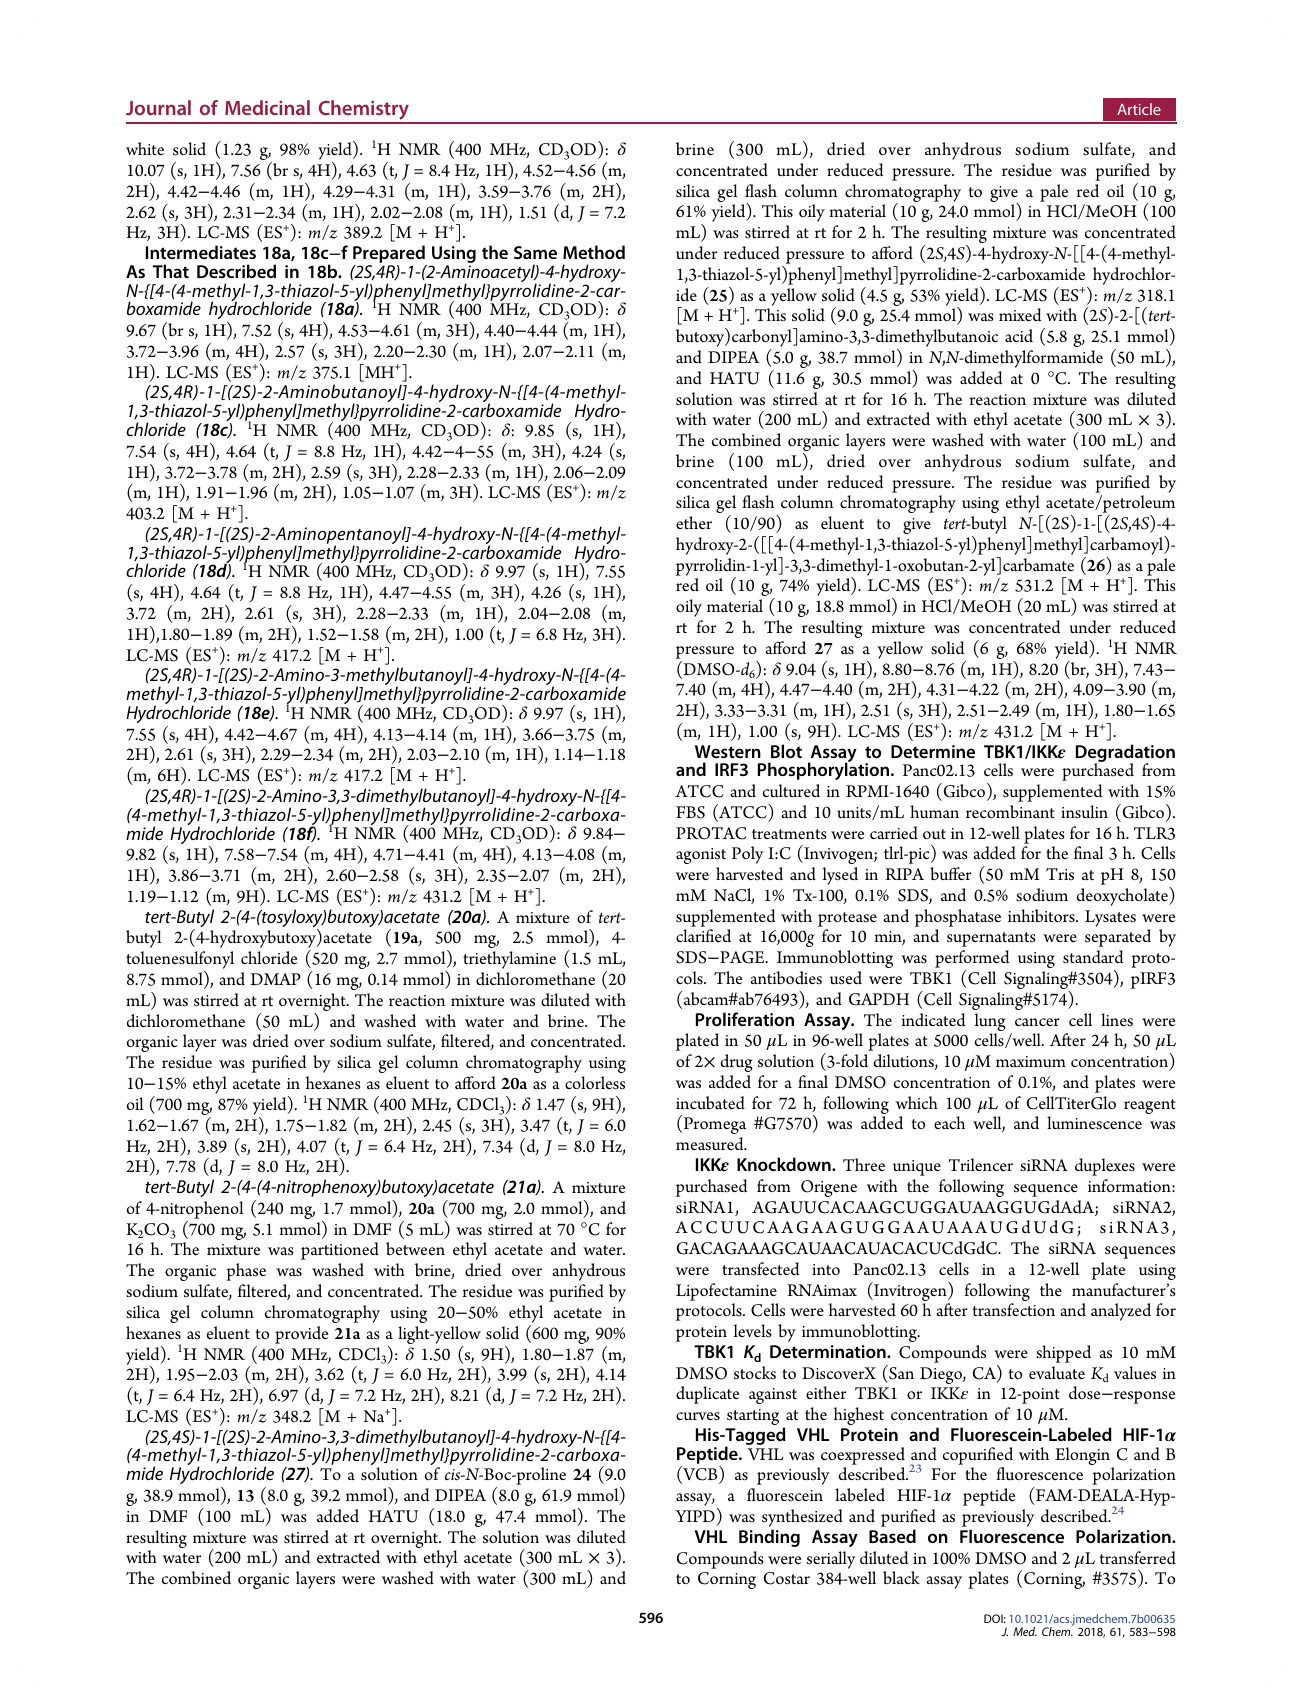 Journal of Medicinal Chemistry
Article
white solid (1.23 g, 98% yield). ¹H NMR (400 MHz, CD₃OD): δ
10.07 (s, 1H), 7.56 (br s, 4H), 4.63 (t, J = 8.4 Hz, 1H), 4.52−4.56 (m,
2H), 4.42−4.46 (m, 1H), 4.29−4.31 (m, 1H), 3.59−3.76 (m, 2H),
2.62 (s, 3H), 2.31−2.34 (m, 1H), 2.02−2.08 (m, 1H), 1.51 (d, J = 7.2
Hz, 3H). LC-MS (ES⁺): m/z 389.2 [M + H⁺].
Intermediates 18a, 18c−f Prepared Using the Same Method
As That Described in 18b. (2S,4R)-1-(2-Aminoacetyl)-4-hydroxy-
N-{[4-(4-methyl-1,3-thiazol-5-yl)phenyl]methyl}pyrrolidine-2-car-
boxamide hydrochloride (18a). ¹H NMR (400 MHz, CD₃OD): δ
9.67 (br s, 1H), 7.52 (s, 4H), 4.53−4.61 (m, 3H), 4.40−4.44 (m, 1H),
3.72−3.96 (m, 4H), 2.57 (s, 3H), 2.20−2.30 (m, 1H), 2.07−2.11 (m,
1H). LC-MS (ES⁺): m/z 375.1 [MH⁺].
(2S,4R)-1-[(2S)-2-Aminobutanoyl]-4-hydroxy-N-{[4-(4-methyl-
1,3-thiazol-5-yl)phenyl]methyl}pyrrolidine-2-carboxamide Hydro-
chloride (18c). ¹H NMR (400 MHz, CD₃OD): δ: 9.85 (s, 1H),
7.54 (s, 4H), 4.64 (t, J = 8.8 Hz, 1H), 4.42−4−55 (m, 3H), 4.24 (s,
1H), 3.72−3.78 (m, 2H), 2.59 (s, 3H), 2.28−2.33 (m, 1H), 2.06−2.09
(m, 1H), 1.91−1.96 (m, 2H), 1.05−1.07 (m, 3H). LC-MS (ES⁺): m/z
403.2 [M + H⁺].
(2S,4R)-1-[(2S)-2-Aminopentanoyl]-4-hydroxy-N-{[4-(4-methyl-
1,3-thiazol-5-yl)phenyl]methyl}pyrrolidine-2-carboxamide Hydro-
chloride (18d). ¹H NMR (400 MHz, CD₃OD): δ 9.97 (s, 1H), 7.55
(s, 4H), 4.64 (t, J = 8.8 Hz, 1H), 4.47−4.55 (m, 3H), 4.26 (s, 1H),
3.72 (m, 2H), 2.61 (s, 3H), 2.28−2.33 (m, 1H), 2.04−2.08 (m,
1H),1.80−1.89 (m, 2H), 1.52−1.58 (m, 2H), 1.00 (t, J = 6.8 Hz, 3H).
LC-MS (ES⁺): m/z 417.2 [M + H⁺].
(2S,4R)-1-[(2S)-2-Amino-3-methylbutanoyl]-4-hydroxy-N-{[4-(4-
methyl-1,3-thiazol-5-yl)phenyl]methyl}pyrrolidine-2-carboxamide
Hydrochloride (18e). ¹H NMR (400 MHz, CD₃OD): δ 9.97 (s, 1H),
7.55 (s, 4H), 4.42−4.67 (m, 4H), 4.13−4.14 (m, 1H), 3.66−3.75 (m,
2H), 2.61 (s, 3H), 2.29−2.34 (m, 2H), 2.03−2.10 (m, 1H), 1.14−1.18
(m, 6H). LC-MS (ES⁺): m/z 417.2 [M + H⁺].
(2S,4R)-1-[(2S)-2-Amino-3,3-dimethylbutanoyl]-4-hydroxy-N-{[4-
(4-methyl-1,3-thiazol-5-yl)phenyl]methyl}pyrrolidine-2-carboxa-
mide Hydrochloride (18f). ¹H NMR (400 MHz, CD₃OD): δ 9.84−
9.82 (s, 1H), 7.58−7.54 (m, 4H), 4.71−4.41 (m, 4H), 4.13−4.08 (m,
1H), 3.86−3.71 (m, 2H), 2.60−2.58 (s, 3H), 2.35−2.07 (m, 2H),
1.19−1.12 (m, 9H). LC-MS (ES⁺): m/z 431.2 [M + H⁺].
tert-Butyl 2-(4-(tosyloxy)butoxy)acetate (20a). A mixture of tert-
butyl 2-(4-hydroxybutoxy)acetate (19a, 500 mg, 2.5 mmol), 4-
toluenesulfonyl chloride (520 mg, 2.7 mmol), triethylamine (1.5 mL,
8.75 mmol), and DMAP (16 mg, 0.14 mmol) in dichloromethane (20
mL) was stirred at rt overnight. The reaction mixture was diluted with
dichloromethane (50 mL) and washed with water and brine. The
organic layer was dried over sodium sulfate, filtered, and concentrated.
The residue was purified by silica gel column chromatography using
10−15% ethyl acetate in hexanes as eluent to afford 20a as a colorless
oil (700 mg, 87% yield). ¹H NMR (400 MHz, CDCl₃): δ 1.47 (s, 9H),
1.62−1.67 (m, 2H), 1.75−1.82 (m, 2H), 2.45 (s, 3H), 3.47 (t, J = 6.0
Hz, 2H), 3.89 (s, 2H), 4.07 (t, J = 6.4 Hz, 2H), 7.34 (d, J = 8.0 Hz,
2H), 7.78 (d, J = 8.0 Hz, 2H).
tert-Butyl 2-(4-(4-nitrophenoxy)butoxy)acetate (21a). A mixture
of 4-nitrophenol (240 mg, 1.7 mmol), 20a (700 mg, 2.0 mmol), and
K₂CO₃ (700 mg, 5.1 mmol) in DMF (5 mL) was stirred at 70 °C for
16 h. The mixture was partitioned between ethyl acetate and water.
The organic phase was washed with brine, dried over anhydrous
sodium sulfate, filtered, and concentrated. The residue was purified by
silica gel column chromatography using 20−50% ethyl acetate in
hexanes as eluent to provide 21a as a light-yellow solid (600 mg, 90%
yield). ¹H NMR (400 MHz, CDCl₃): δ 1.50 (s, 9H), 1.80−1.87 (m,
2H), 1.95−2.03 (m, 2H), 3.62 (t, J = 6.0 Hz, 2H), 3.99 (s, 2H), 4.14
(t, J = 6.4 Hz, 2H), 6.97 (d, J = 7.2 Hz, 2H), 8.21 (d, J = 7.2 Hz, 2H).
LC-MS (ES⁺): m/z 348.2 [M + Na⁺].
(2S,4S)-1-[(2S)-2-Amino-3,3-dimethylbutanoyl]-4-hydroxy-N-{[4-
(4-methyl-1,3-thiazol-5-yl)phenyl]methyl}pyrrolidine-2-carboxa-
mide Hydrochloride (27). To a solution of cis-N-Boc-proline 24 (9.0
g, 38.9 mmol), 13 (8.0 g, 39.2 mmol), and DIPEA (8.0 g, 61.9 mmol)
in DMF (100 mL) was added HATU (18.0 g, 47.4 mmol). The
resulting mixture was stirred at rt overnight. The solution was diluted
with water (200 mL) and extracted with ethyl acetate (300 mL × 3).
The combined organic layers were washed with water (300 mL) and
brine (300 mL), dried over anhydrous sodium sulfate, and
concentrated under reduced pressure. The residue was purified by
silica gel flash column chromatography to give a pale red oil (10 g,
61% yield). This oily material (10 g, 24.0 mmol) in HCl/MeOH (100
mL) was stirred at rt for 2 h. The resulting mixture was concentrated
under reduced pressure to afford (2S,4S)-4-hydroxy-N-[[4-(4-methyl-
1,3-thiazol-5-yl)phenyl]methyl]pyrrolidine-2-carboxamide hydrochlor-
ide (25) as a yellow solid (4.5 g, 53% yield). LC-MS (ES⁺): m/z 318.1
[M + H⁺]. This solid (9.0 g, 25.4 mmol) was mixed with (2S)-2-[(tert-
butoxy)carbonyl]amino-3,3-dimethylbutanoic acid (5.8 g, 25.1 mmol)
and DIPEA (5.0 g, 38.7 mmol) in N,N-dimethylformamide (50 mL),
and HATU (11.6 g, 30.5 mmol) was added at 0 °C. The resulting
solution was stirred at rt for 16 h. The reaction mixture was diluted
with water (200 mL) and extracted with ethyl acetate (300 mL × 3).
The combined organic layers were washed with water (100 mL) and
brine (100 mL), dried over anhydrous sodium sulfate, and
concentrated under reduced pressure. The residue was purified by
silica gel flash column chromatography using ethyl acetate/petroleum
ether (10/90) as eluent to give tert-butyl N-[(2S)-1-[(2S,4S)-4-
hydroxy-2-([[4-(4-methyl-1,3-thiazol-5-yl)phenyl]methyl]carbamoyl)-
pyrrolidin-1-yl]-3,3-dimethyl-1-oxobutan-2-yl]carbamate (26) as a pale
red oil (10 g, 74% yield). LC-MS (ES⁺): m/z 531.2 [M + H⁺]. This
oily material (10 g, 18.8 mmol) in HCl/MeOH (20 mL) was stirred at
rt for 2 h. The resulting mixture was concentrated under reduced
pressure to afford 27 as a yellow solid (6 g, 68% yield). ¹H NMR
(DMSO-d₆): δ 9.04 (s, 1H), 8.80−8.76 (m, 1H), 8.20 (br, 3H), 7.43−
7.40 (m, 4H), 4.47−4.40 (m, 2H), 4.31−4.22 (m, 2H), 4.09−3.90 (m,
2H), 3.33−3.31 (m, 1H), 2.51 (s, 3H), 2.51−2.49 (m, 1H), 1.80−1.65
(m, 1H), 1.00 (s, 9H). LC-MS (ES⁺): m/z 431.2 [M + H⁺].
Western Blot Assay to Determine TBK1/IKKε Degradation
and IRF3 Phosphorylation. Panc02.13 cells were purchased from
ATCC and cultured in RPMI-1640 (Gibco), supplemented with 15%
FBS (ATCC) and 10 units/mL human recombinant insulin (Gibco).
PROTAC treatments were carried out in 12-well plates for 16 h. TLR3
agonist Poly I:C (Invivogen; tlrl-pic) was added for the final 3 h. Cells
were harvested and lysed in RIPA buffer (50 mM Tris at pH 8, 150
mM NaCl, 1% Tx-100, 0.1% SDS, and 0.5% sodium deoxycholate)
supplemented with protease and phosphatase inhibitors. Lysates were
clarified at 16,000g for 10 min, and supernatants were separated by
SDS−PAGE. Immunoblotting was performed using standard proto-
cols. The antibodies used were TBK1 (Cell Signaling#3504), pIRF3
(abcam#ab76493), and GAPDH (Cell Signaling#5174).
Proliferation Assay. The indicated lung cancer cell lines were
plated in 50 μL in 96-well plates at 5000 cells/well. After 24 h, 50 μL
of 2× drug solution (3-fold dilutions, 10 μM maximum concentration)
was added for a final DMSO concentration of 0.1%, and plates were
incubated for 72 h, following which 100 μL of CellTiterGlo reagent
(Promega #G7570) was added to each well, and luminescence was
measured.
IKKε Knockdown. Three unique Trilencer siRNA duplexes were
purchased from Origene with the following sequence information:
siRNA1, AGAUUCACAAGCUGGAUAAGGUGdAdA; siRNA2,
ACCUUCAAGAAGUGGAAUAAAUGdUdG; siRNA3,
GACAGAAAGCAUAACAUACACUCdGdC. The siRNA sequences
were transfected into Panc02.13 cells in a 12-well plate using
Lipofectamine RNAimax (Invitrogen) following the manufacturer's
protocols. Cells were harvested 60 h after transfection and analyzed for
protein levels by immunoblotting.
TBK1 Kd Determination. Compounds were shipped as 10 mM
DMSO stocks to DiscoverX (San Diego, CA) to evaluate Kd values in
duplicate against either TBK1 or IKKε in 12-point dose−response
curves starting at the highest concentration of 10 μM.
His-Tagged VHL Protein and Fluorescein-Labeled HIF-1α
Peptide. VHL was coexpressed and copurified with Elongin C and B
(VCB) as previously described.²³ For the fluorescence polarization
assay, a fluorescein labeled HIF-1α peptide (FAM-DEALA-Hyp-
YIPD) was synthesized and purified as previously described.²⁴
VHL Binding Assay Based on Fluorescence Polarization.
Compounds were serially diluted in 100% DMSO and 2 μL transferred
to Corning Costar 384-well black assay plates (Corning, #3575). To
596
DOI: 10.1021/acs.jmedchem.7b00635
J. Med. Chem. 2018, 61, 583−598